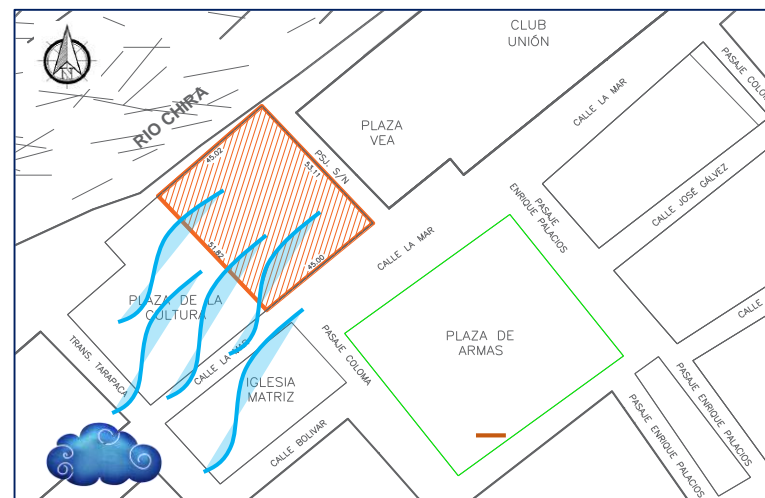 CLUB
UNIÓN
N
RIO CHIRA
PLAZA
VEA
CALLE LA MAR
PASAJE COLOM
45.02
PSJ. S/N
53.11
CALLE JOSÉ GÁLVEZ
PASAJE
ENRIQUE PALACIOS
CALLE LA MAR
51.82
45.00
PLAZA DE LA
CULTURA
CALLE
PLAZA DE
ARMAS
TRANS. TARAPACA
CALLE LA MAR
PASAJE COLOMA
IGLESIA
MATRIZ
PASAJE ENRIQUE PALACIOS
PASAJE ENRIQUE PALACIOS
CALLE BOLIVAR